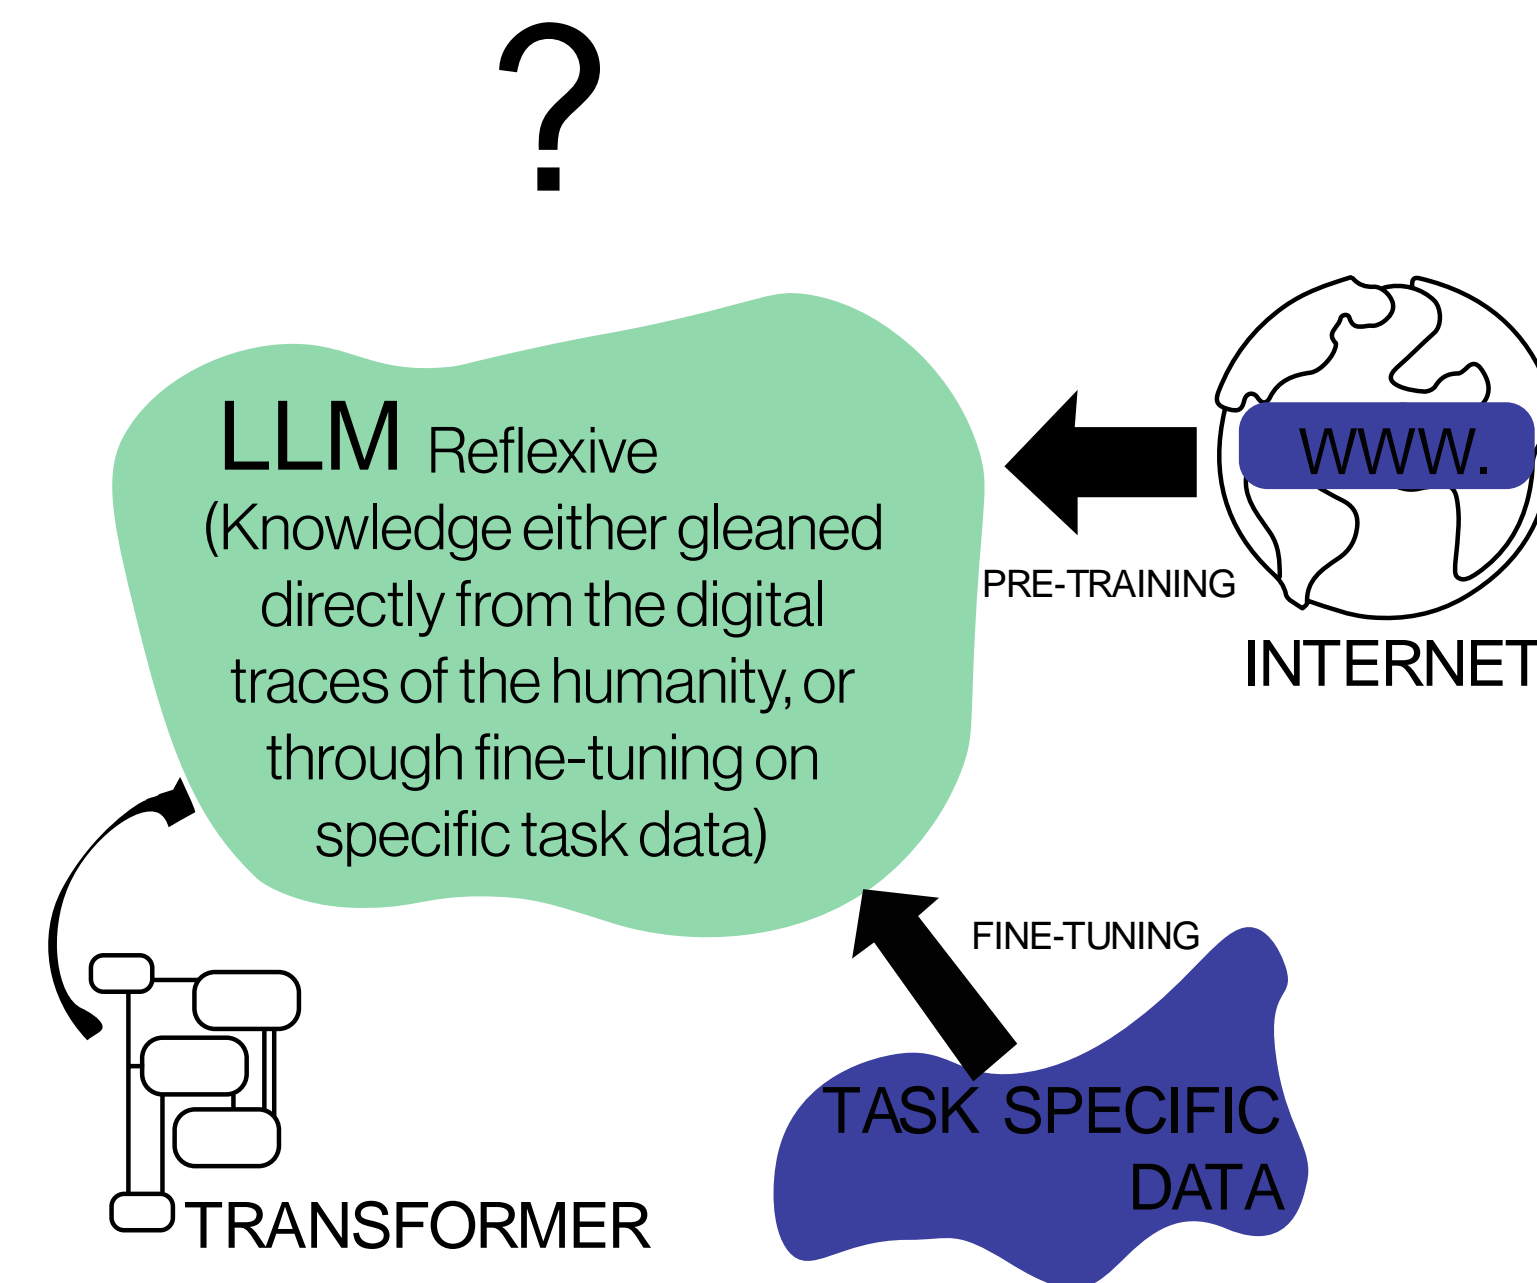 ?
LLM Reflexive
(Knowledge either gleaned
directly from the digital
traces of the humanity, or
through fine-tuning on
specific task data)
WWW.
PRE-TRAINING
INTERNET
FINE-TUNING
TASK SPECIFIC
DATA
TRANSFORMER